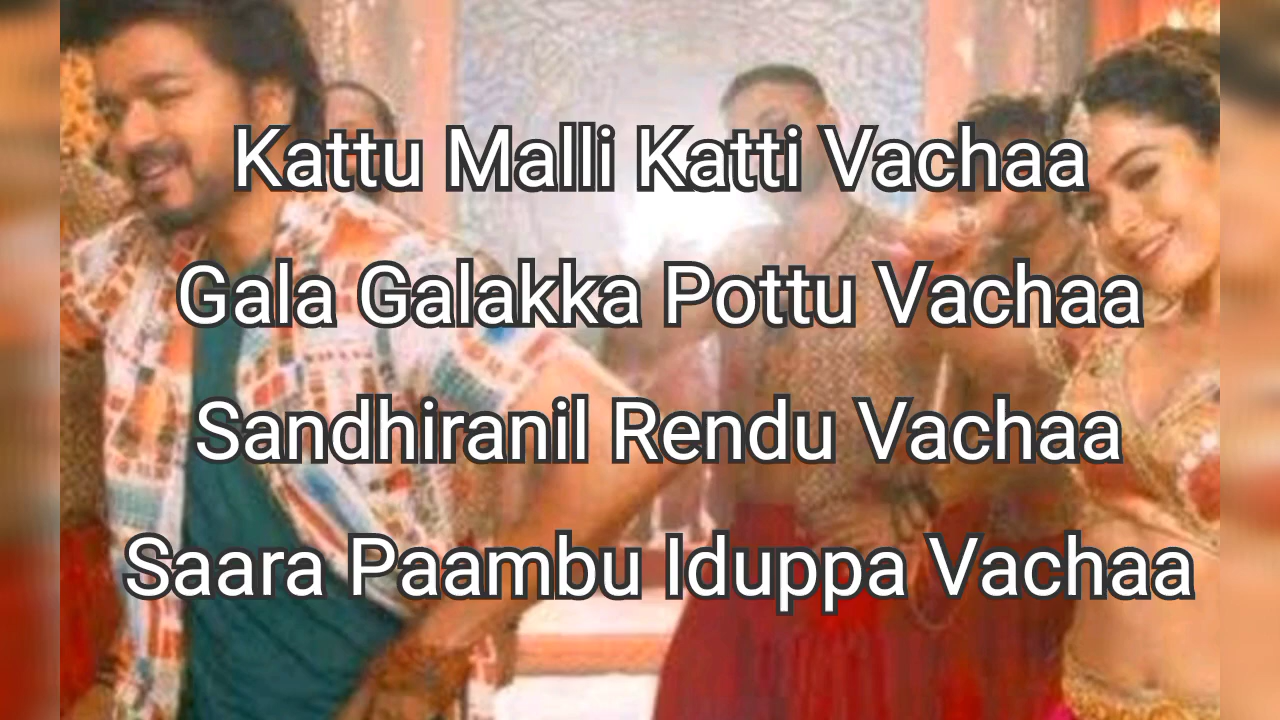 Kattu Malli Katti Vachaa
Gala Galakka Pottu Vachaa
Sandhiranil Rendu Vachaa
Saara Paambu Iduppa Vachaa